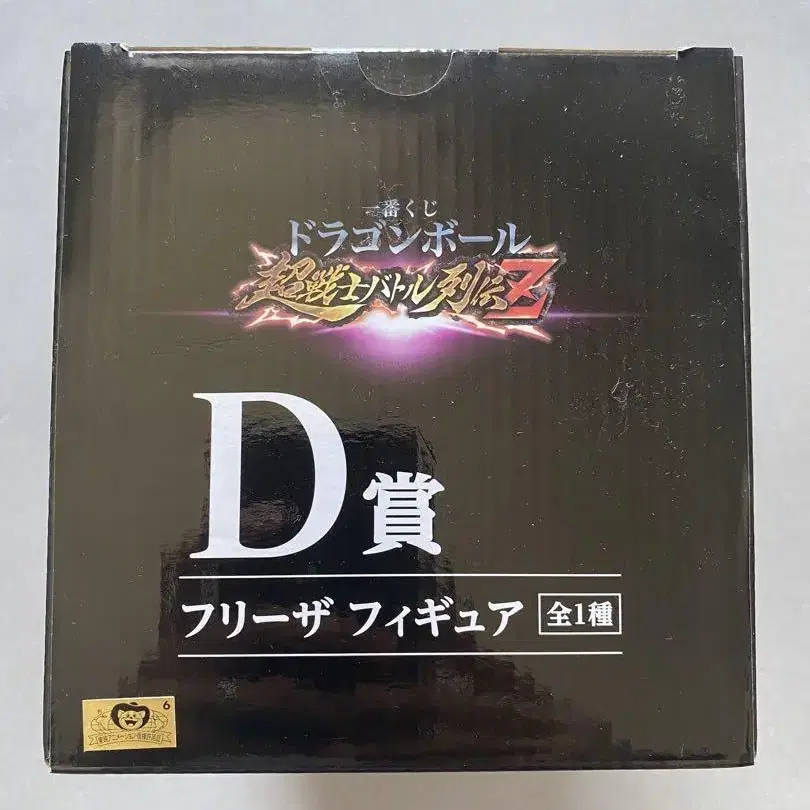 一番くじ
ドラゴンボール
超戦士バトル列伝Z
D賞
フリーザ フィギュア 全1種
6